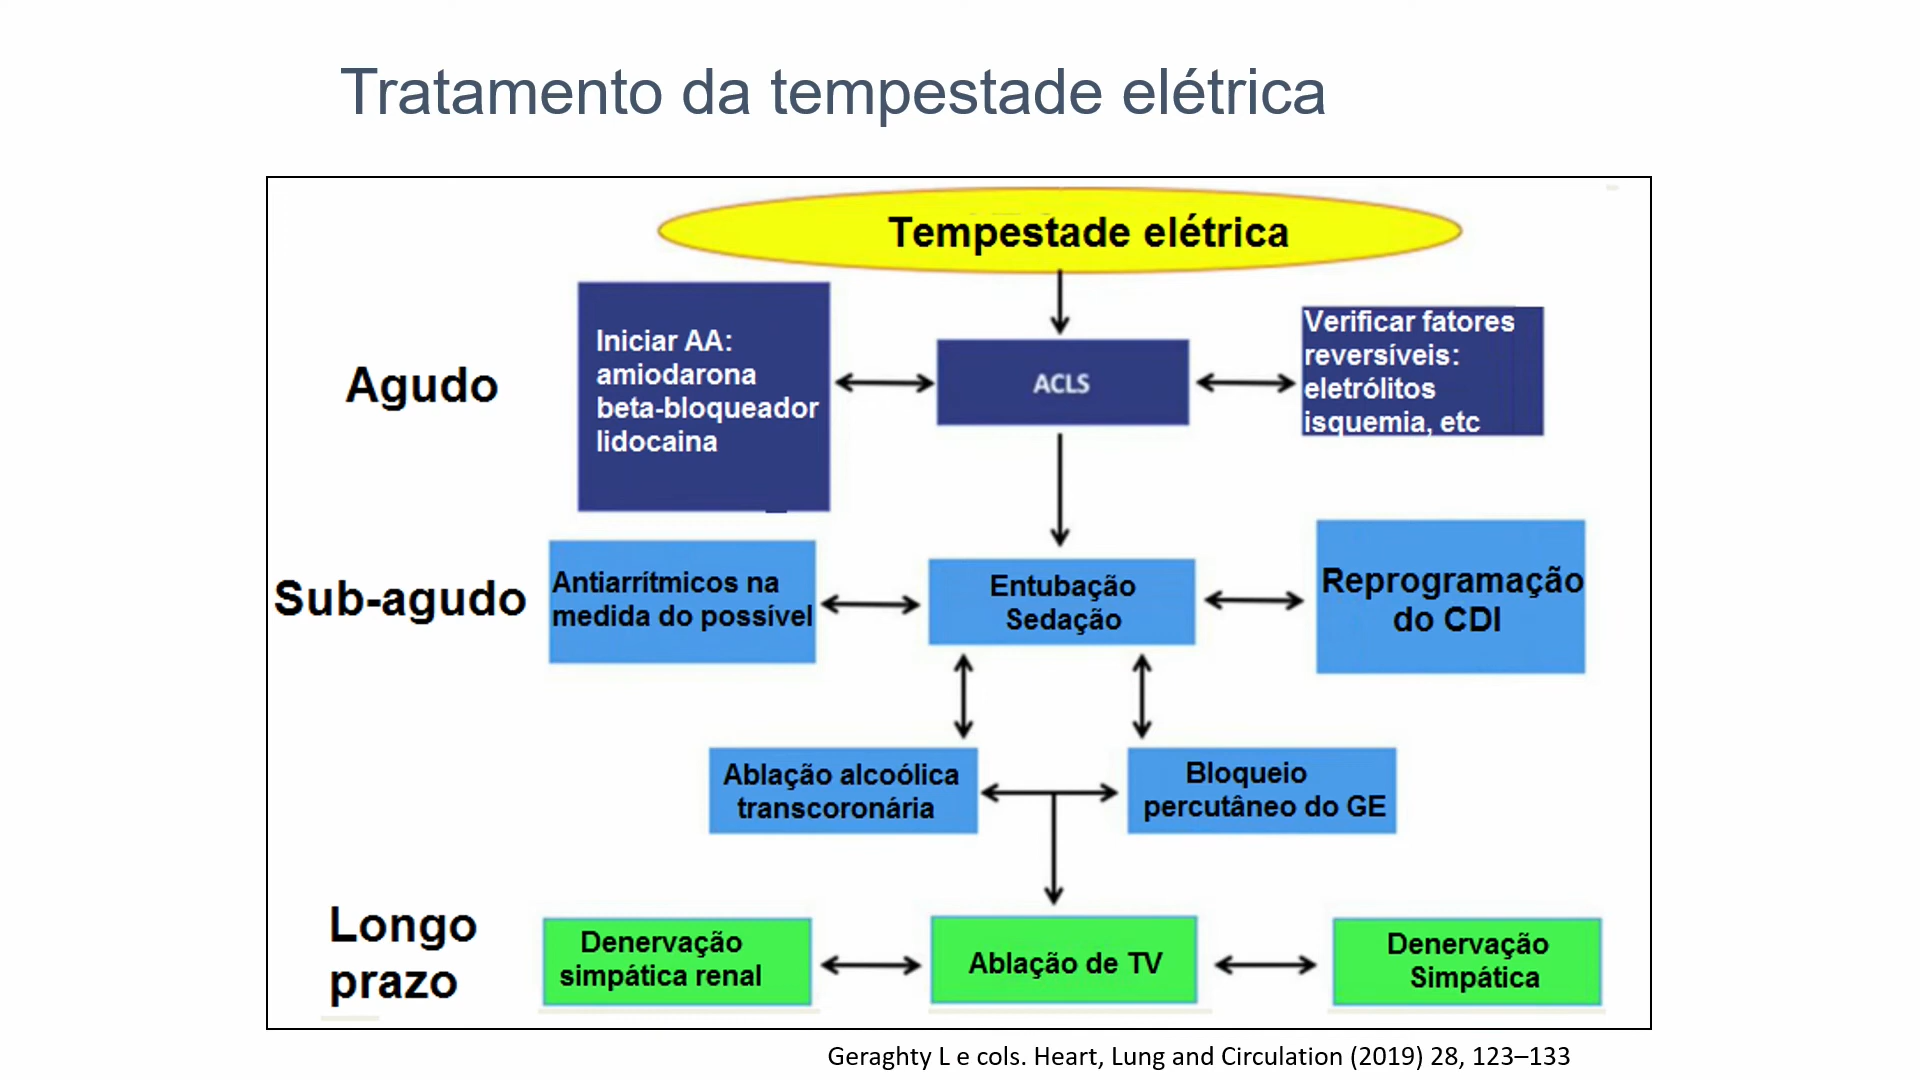 Tratamento da tempestade elétrica
Tempestade elétrica
Agudo
Iniciar AA:
amiodarona
beta-bloqueador
lidocaina
ACLS
Verificar fatores
reversíveis:
eletrólitos
isquemia, etc
Sub-agudo
Antiarrítmicos na
medida do possível
Entubação
Sedação
Reprogramação
do CDI
Ablação alcoólica
transcoronária
Bloqueio
percutâneo do GE
Longo
prazo
Denervação
simpática renal
Ablação de TV
Denervação
Simpática
Geraghty L e cols. Heart, Lung and Circulation (2019) 28, 123–133